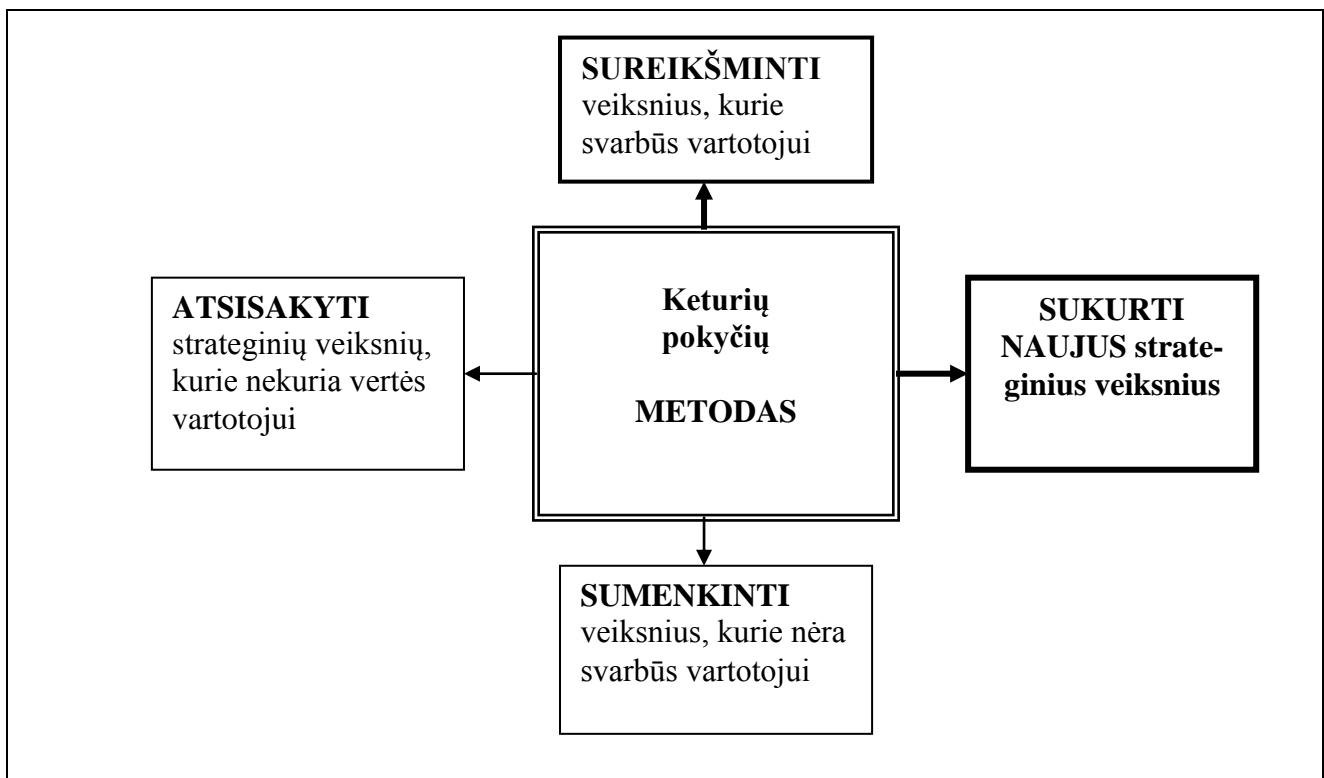 SUREIKŠMINTI
veiksnius, kurie
svarbūs vartotojui
ATSISAKYTI
strateginių veiksnių,
kurie nekuria vertės
vartotojui
Keturių
pokyčių
METODAS
SUKURTI
NAUJUS strate-
ginius veiksnius
SUMENKINTI
veiksnius, kurie nėra
svarbūs vartotojui